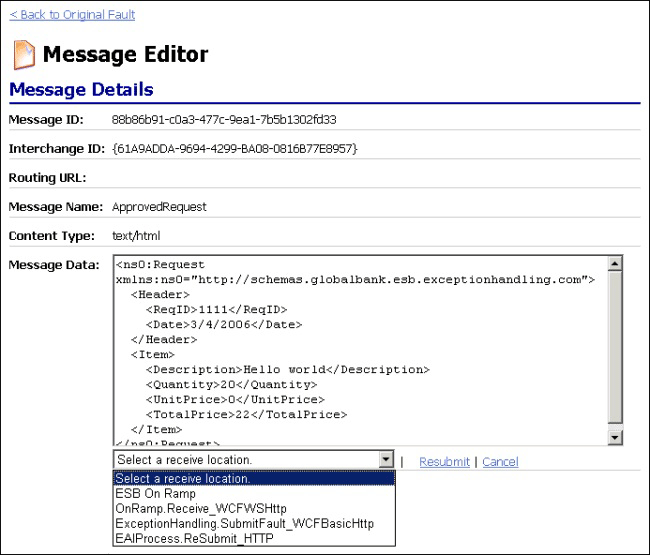 < Back to Original Fault
Message Editor
Message Details
Message ID: 88b86b91-c0a3-477c-9ea1-7b5b1302fd33
Interchange ID: {61A9ADDA-9694-4299-BA08-0816B77E8957}
Routing URL:
Message Name: ApprovedRequest
Content Type: text/html
Message Data: <ns0:Request
xmlns:ns0="http://schemas.globalbank.esb.exceptionhandling.com">
<Header>
<ReqID>1111</ReqID>
<Date>3/4/2006</Date>
</Header>
<Item>
<Description>Hello world</Description>
<Quantity>20</Quantity>
<UnitPrice>0</UnitPrice>
<TotalPrice>22</TotalPrice>
</Item>
</ns0:Request>
Select a receive location. | Resubmit | Cancel
Select a receive location.
ESB On Ramp
OnRamp.Receive_WCFWSHttp
ExceptionHandling.SubmitFault_WCFBasicHttp
EAIProcess.ReSubmit_HTTP